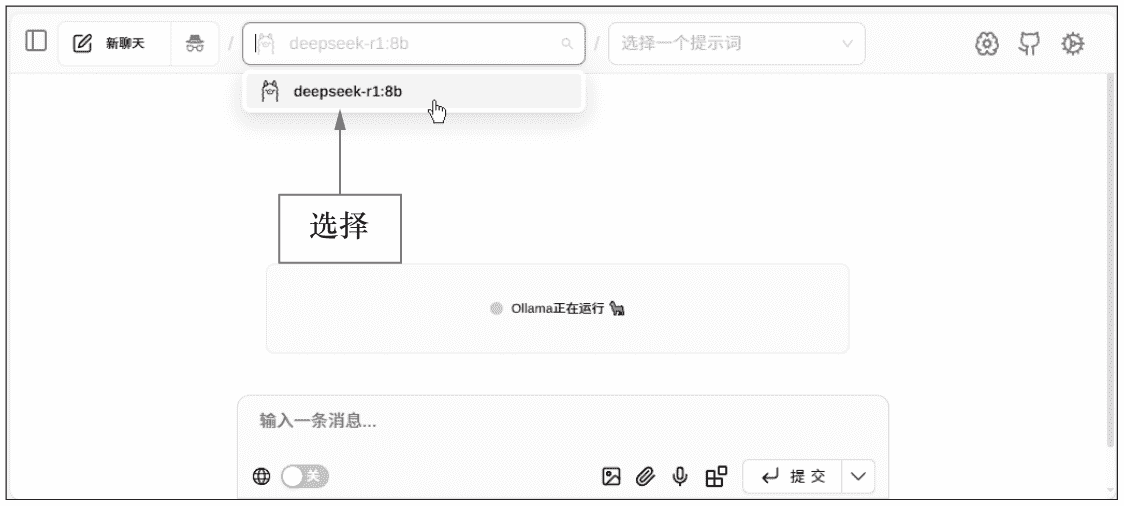 新聊天 / deepseek-r1:8b / 选择一个提示词
deepseek-r1:8b
选择
Ollama正在运行
输入一条消息...
关 提交